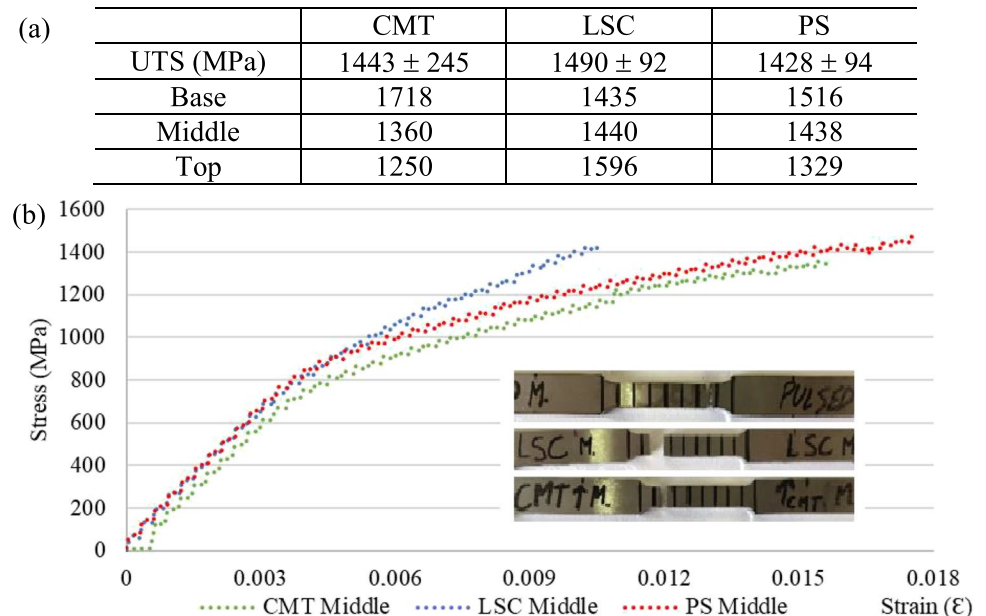 (a)
CMT LSC PS
UTS (MPa) 1443 ± 245 1490 ± 92 1428 ± 94
Base 1718 1435 1516
Middle 1360 1440 1438
Top 1250 1596 1329
(b)
Stress (MPa)
1600
1400
1200
1000
800
600
400
200
0
M. PULSED
LSC M. LSC M
CMT↑M. ↑CMT. M
0 0.003 0.006 0.009 0.012 0.015 0.018
CMT Middle LSC Middle PS Middle Strain (Ɛ)